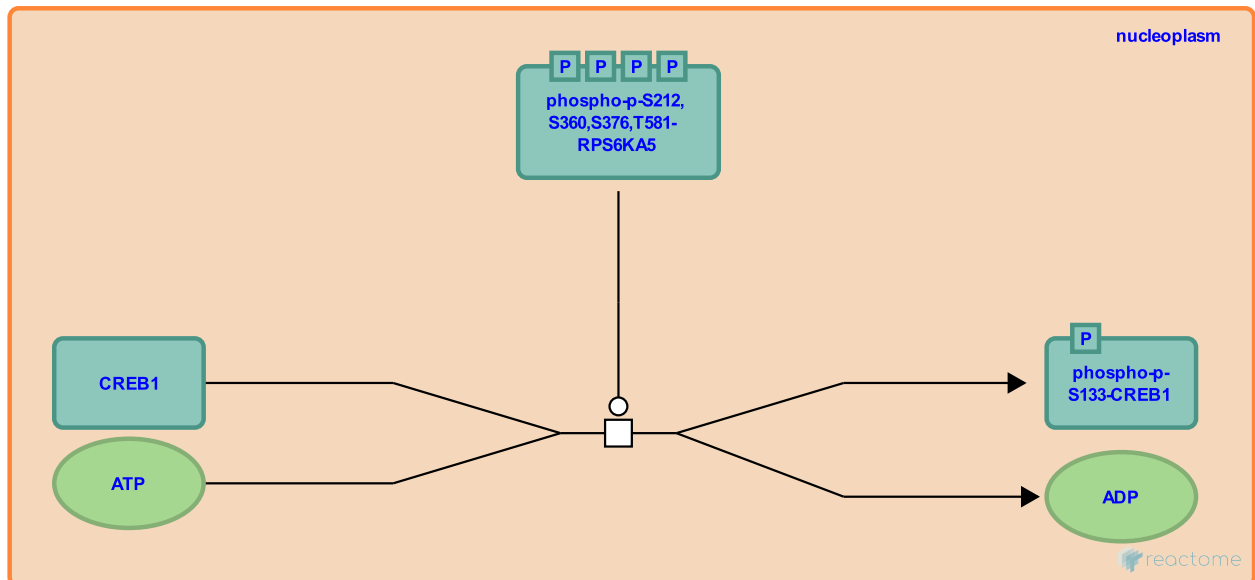 nucleoplasm
P P P P
phospho-p-S212,
S360,S376,T581-
RPS6KA5
CREB1
ATP
P
phospho-p-
S133-CREB1
ADP
reactome